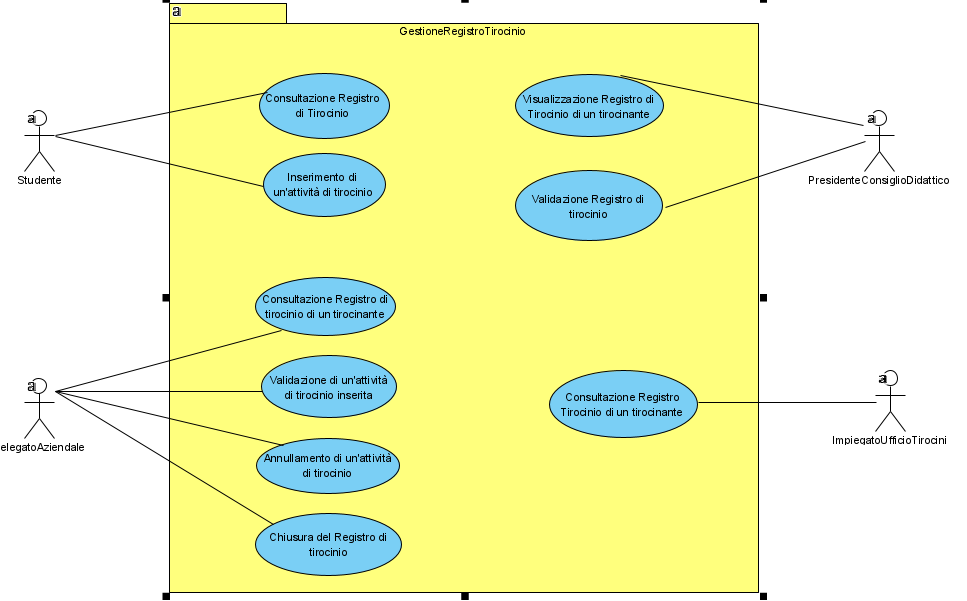 a
GestioneRegistroTirocinio
Consultazione Registro
di Tirocinio
Visualizzazione Registro di
Tirocinio di un tirocinante
a
Studente
a
PresidenteConsiglioDidattico
Inserimento di
un'attività di tirocinio
Validazione Registro di
tirocinio
Consultazione Registro di
tirocinio di un tirocinante
Validazione di un'attività
di tirocinio inserita
a
elegatoAziendale
Consultazione Registro
Tirocinio di un tirocinante
a
ImpiegatoUfficioTirocini
Annullamento di un'attività
di tirocinio
Chiusura del Registro di
tirocinio